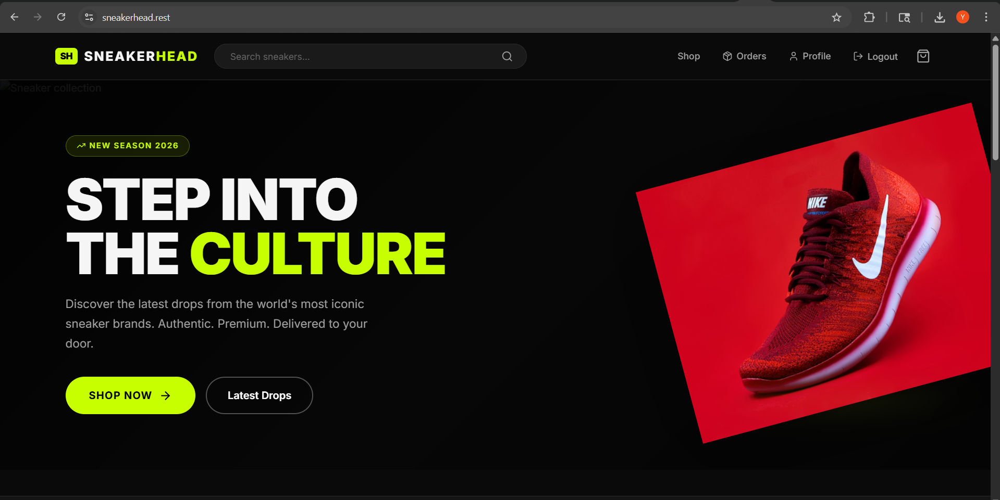 sneakerhead.rest
Y
SH SNEAKERHEAD
Search sneakers...
Shop
Orders
Profile
Logout
Sneaker collection
NEW SEASON 2026
STEP INTO
THE CULTURE
Discover the latest drops from the world's most iconic
sneaker brands. Authentic. Premium. Delivered to your
door.
SHOP NOW
Latest Drops
NIKE
NIKE FREE